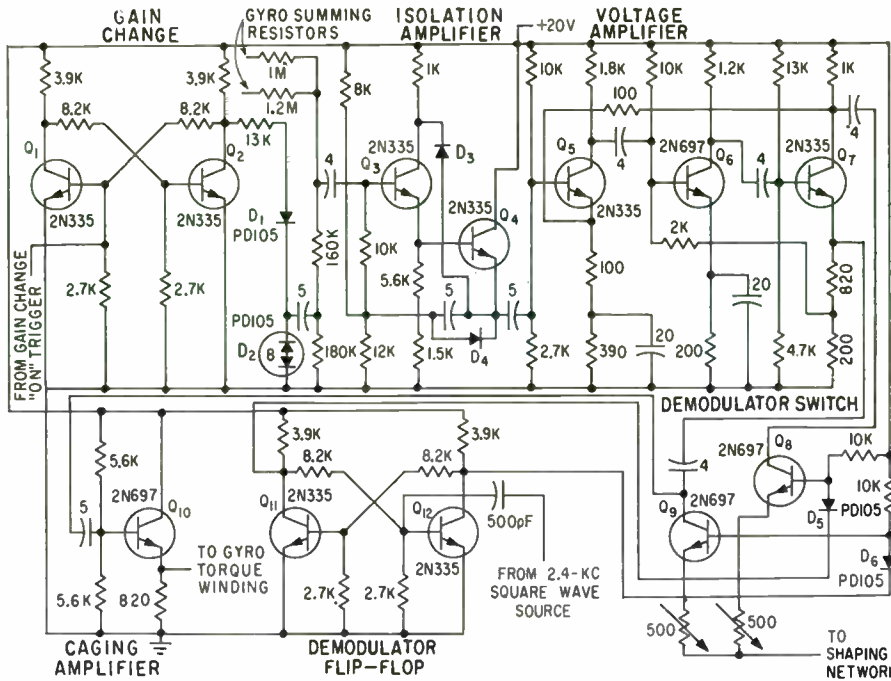 GAIN
CHANGE
GYRO SUMMING
RESISTORS
ISOLATION
AMPLIFIER
+20V
VOLTAGE
AMPLIFIER
3.9K
3.9K
1M
1.2M
8K
1K
10K
1.8K
10K
1.2K
13K
1K
100
.4
8.2K
8.2K
13K
Q1
Q2
4
Q3
2N335
D3
Q5
4
2N697
Q6
4
2N335
Q7
2N335
2N335
D1
PD105
2N335
Q4
2N335
2K
160K
10K
5.6K
100
820
2.7K
2.7K
5
5
5
20
20
FROM GAIN CHANGE
"ON" TRIGGER
PD105
D2
8
180K
12K
1.5K
D4
2.7K
390
200
4.7K
200
DEMODULATOR SWITCH
3.9K
3.9K
5.6K
8.2K
8.2K
4
2N697
Q8
10K
10K
5
2N697
Q10
Q11
2N335
Q12
500pF
2N697
Q9
D5
PD105
D6
PD105
2N335
TO GYRO
TORQUE
WINDING
FROM 2.4-KC
SQUARE WAVE
SOURCE
5.6K
820
2.7K
2.7K
500
500
CAGING
AMPLIFIER
DEMODULATOR
FLIP-FLOP
TO
SHAPING
NETWORK